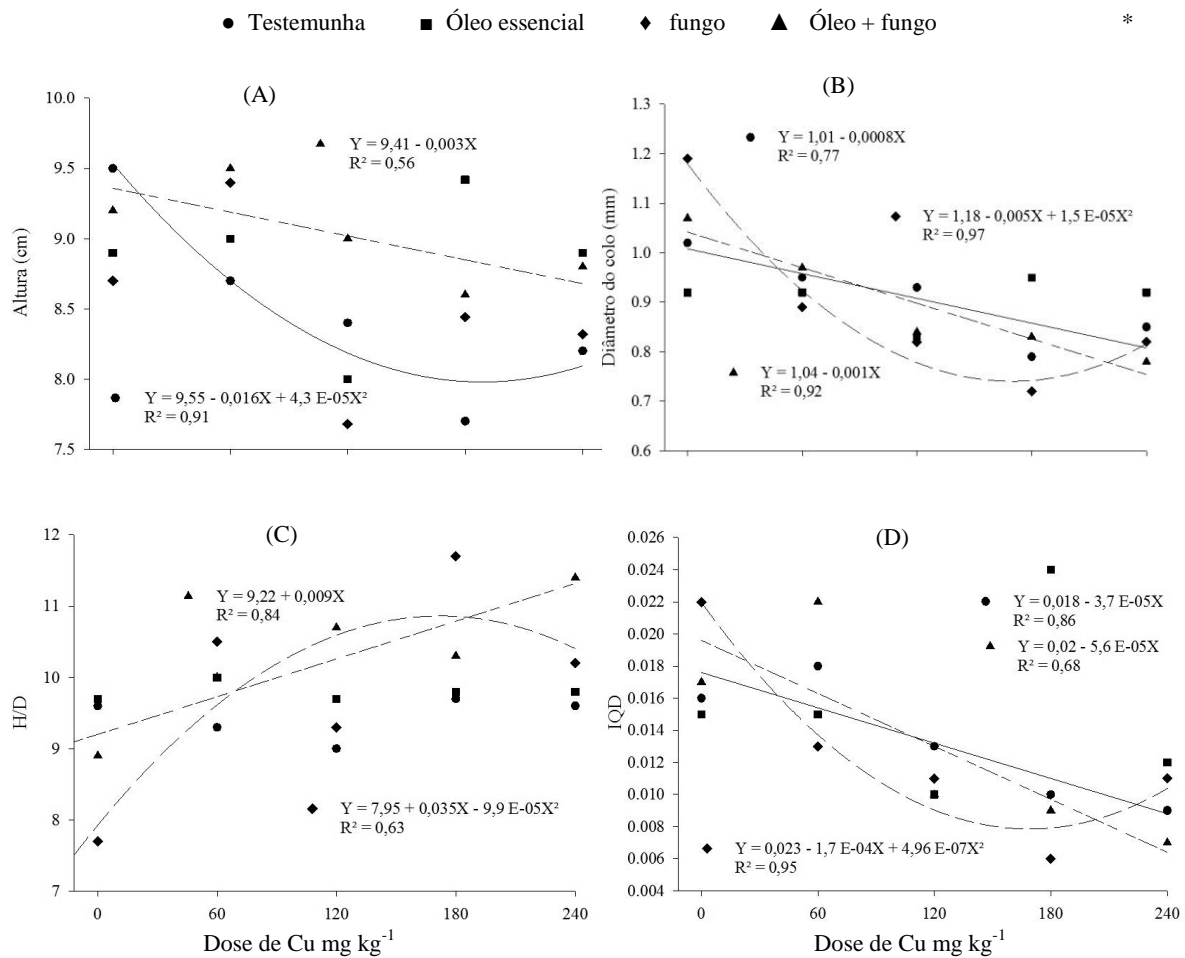 ● Testemunha ■ Óleo essencial ♦ fungo ▲ Óleo + fungo *
(A)
Altura (cm)
10.0
9.5
9.0
8.5
8.0
7.5
Y = 9,41 - 0,003X
R² = 0,56
Y = 9,55 - 0,016X + 4,3 E-05X²
R² = 0,91
(B)
Diâmetro do colo (mm)
1.3
1.2
1.1
1.0
0.9
0.8
0.7
0.6
Y = 1,01 - 0,0008X
R² = 0,77
Y = 1,18 - 0,005X + 1,5 E-05X²
R² = 0,97
Y = 1,04 - 0,001X
R² = 0,92
(C)
H/D
12
11
10
9
8
7
Y = 9,22 + 0,009X
R² = 0,84
Y = 7,95 + 0,035X - 9,9 E-05X²
R² = 0,63
0 60 120 180 240
Dose de Cu mg kg⁻¹
(D)
IQD
0.026
0.024
0.022
0.020
0.018
0.016
0.014
0.012
0.010
0.008
0.006
0.004
Y = 0,018 - 3,7 E-05X
R² = 0,86
Y = 0,02 - 5,6 E-05X
R² = 0,68
Y = 0,023 - 1,7 E-04X + 4,96 E-07X²
R² = 0,95
0 60 120 180 240
Dose de Cu mg kg⁻¹